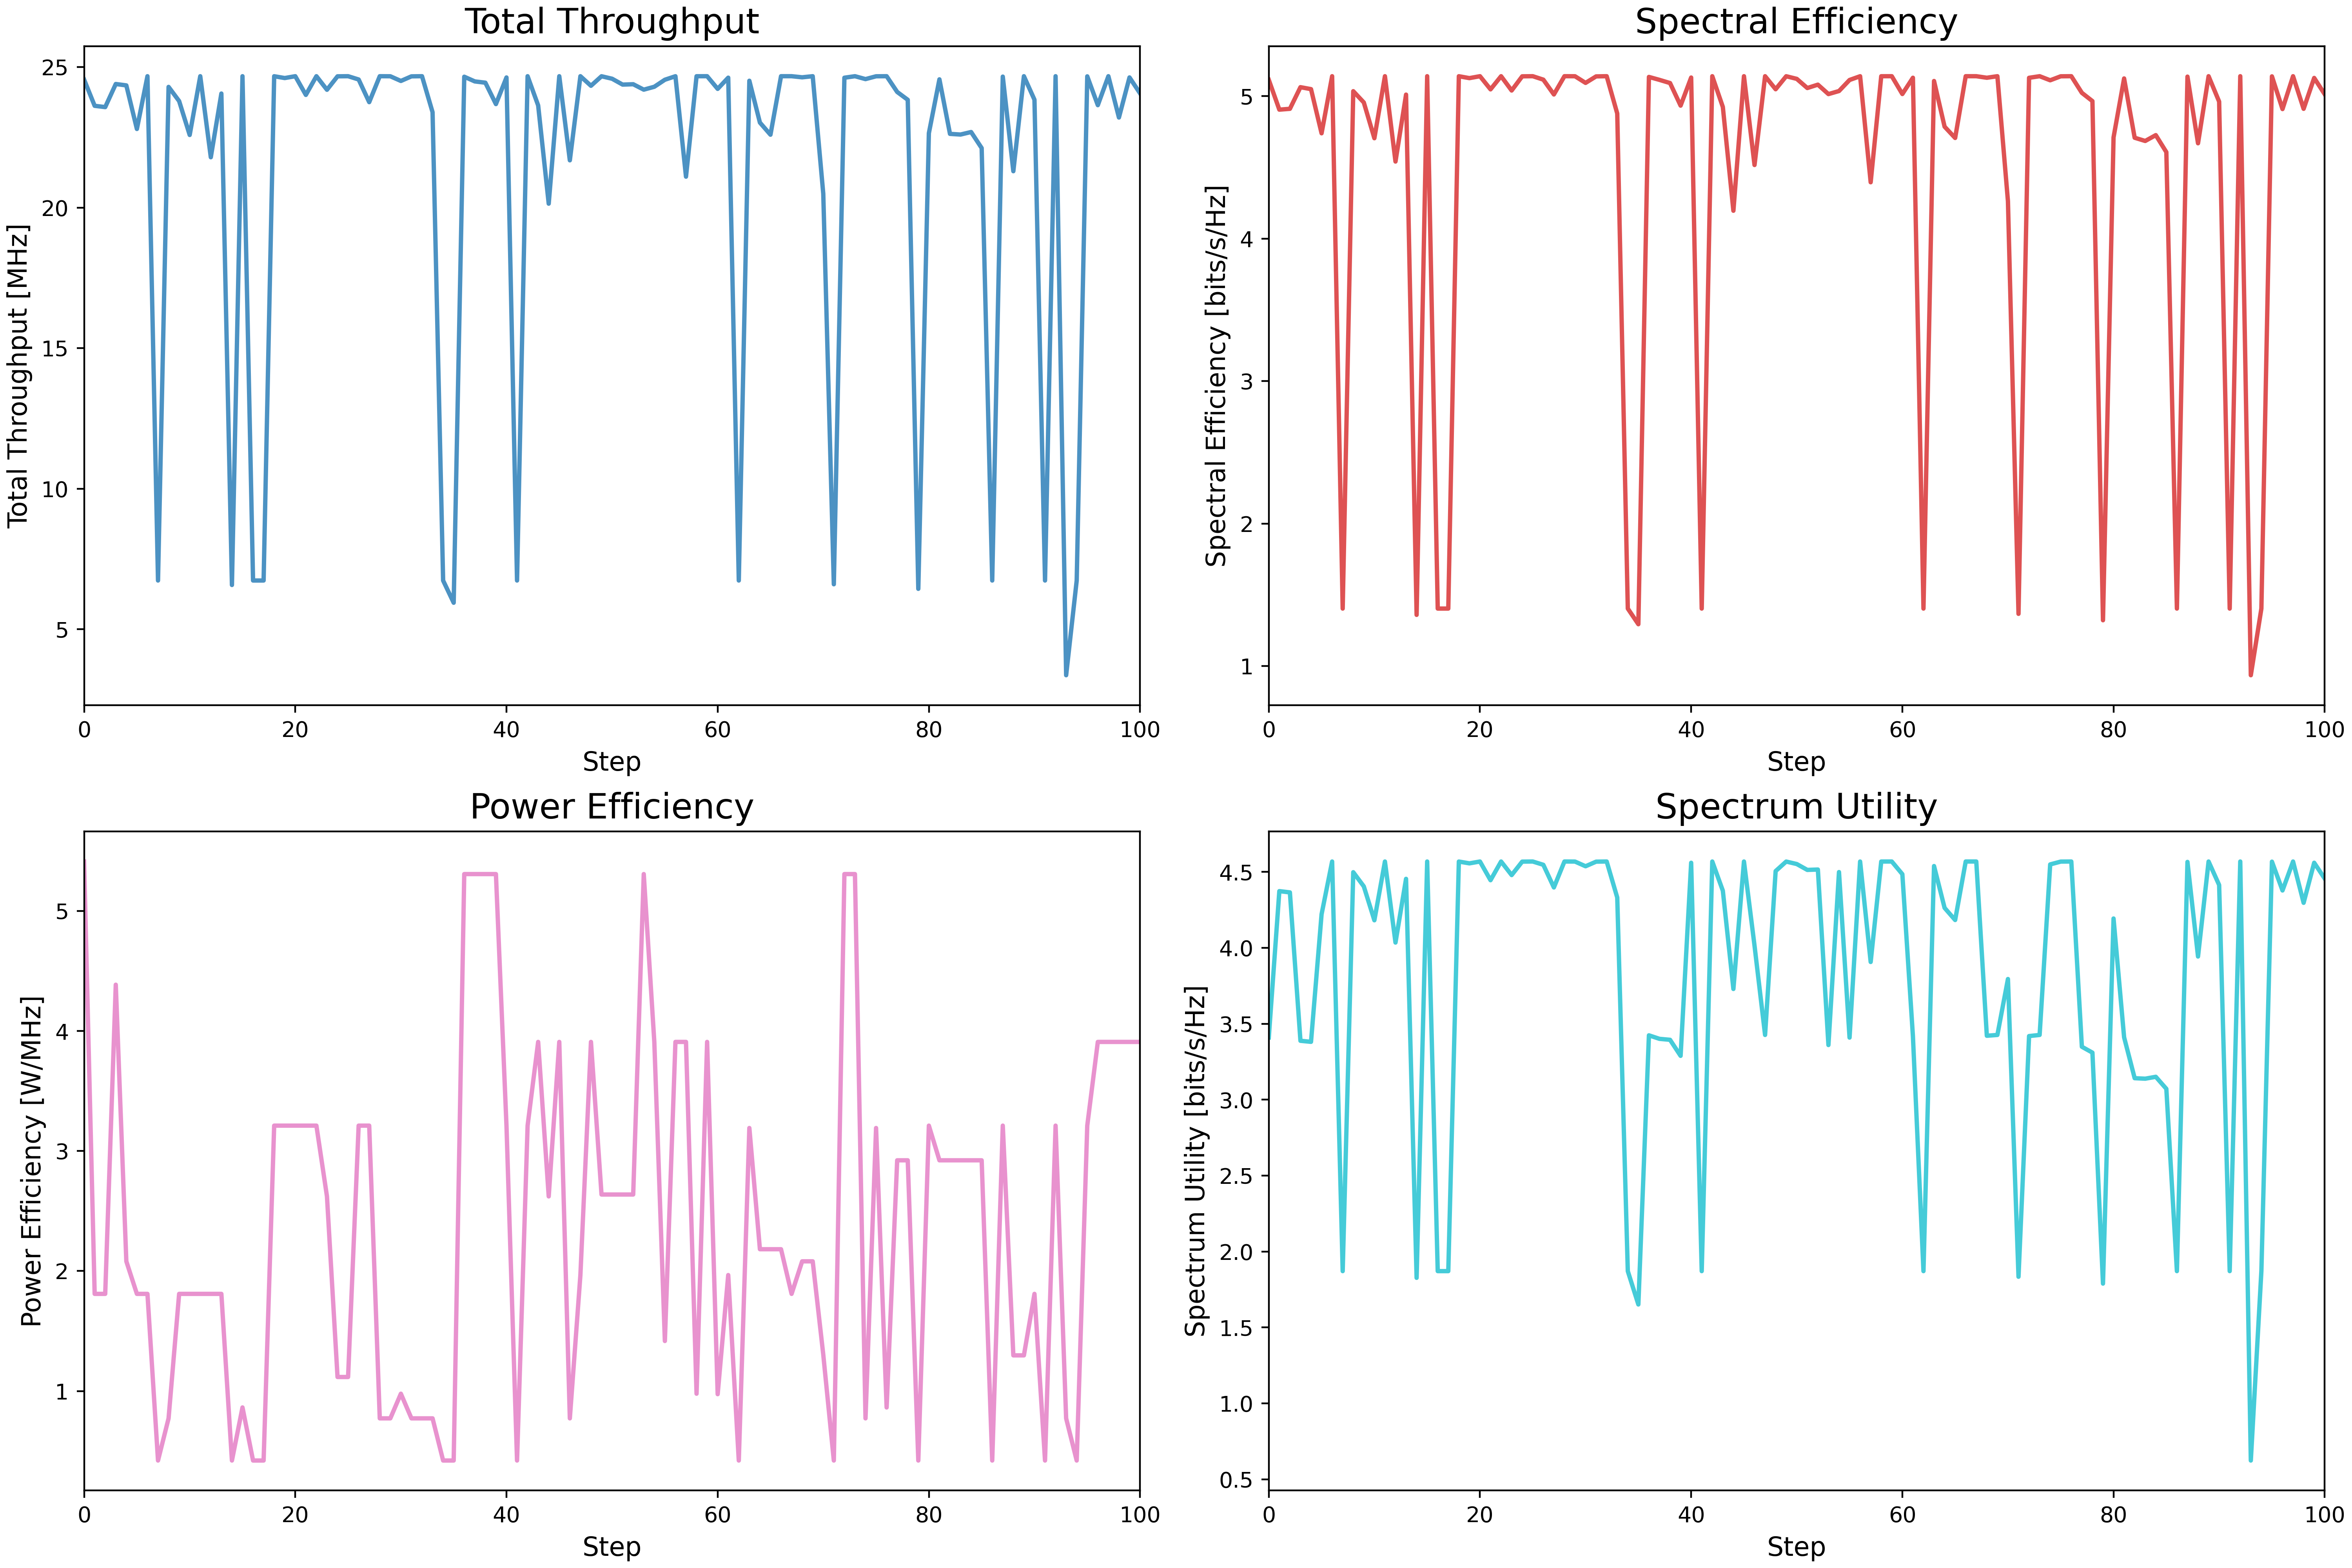 Total Throughput
Total Throughput [MHz]
25
20
15
10
5
0 20 40 60 80 100
Step
Spectral Efficiency
Spectral Efficiency [bits/s/Hz]
5
4
3
2
1
0 20 40 60 80 100
Step
Power Efficiency
Power Efficiency [W/MHz]
5
4
3
2
1
0 20 40 60 80 100
Step
Spectrum Utility
Spectrum Utility [bits/s/Hz]
4.5
4.0
3.5
3.0
2.5
2.0
1.5
1.0
0.5
0 20 40 60 80 100
Step